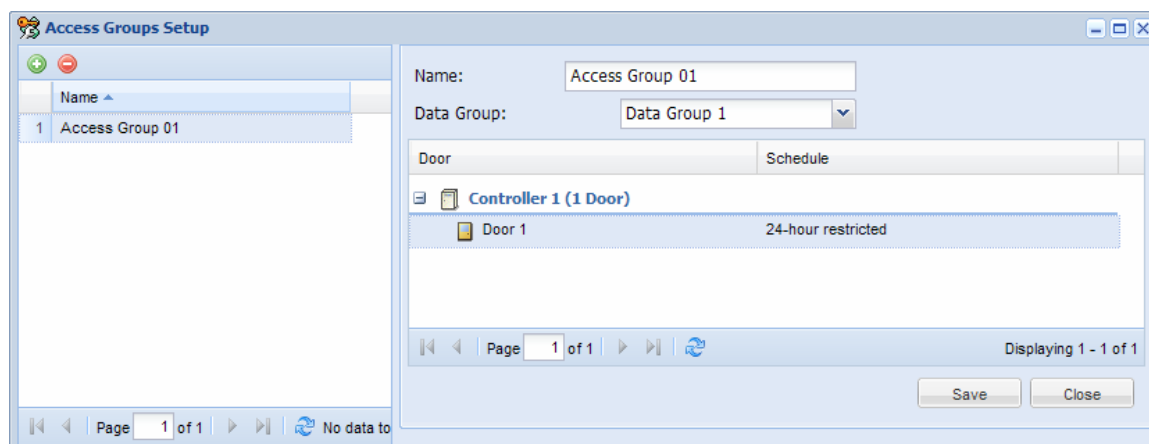 Access Groups Setup
Name
1 Access Group 01
Page 1 of 1 No data to
Name: Access Group 01
Data Group: Data Group 1
Door Schedule
Controller 1 (1 Door)
Door 1 24-hour restricted
Page 1 of 1 Displaying 1 - 1 of 1
Save Close